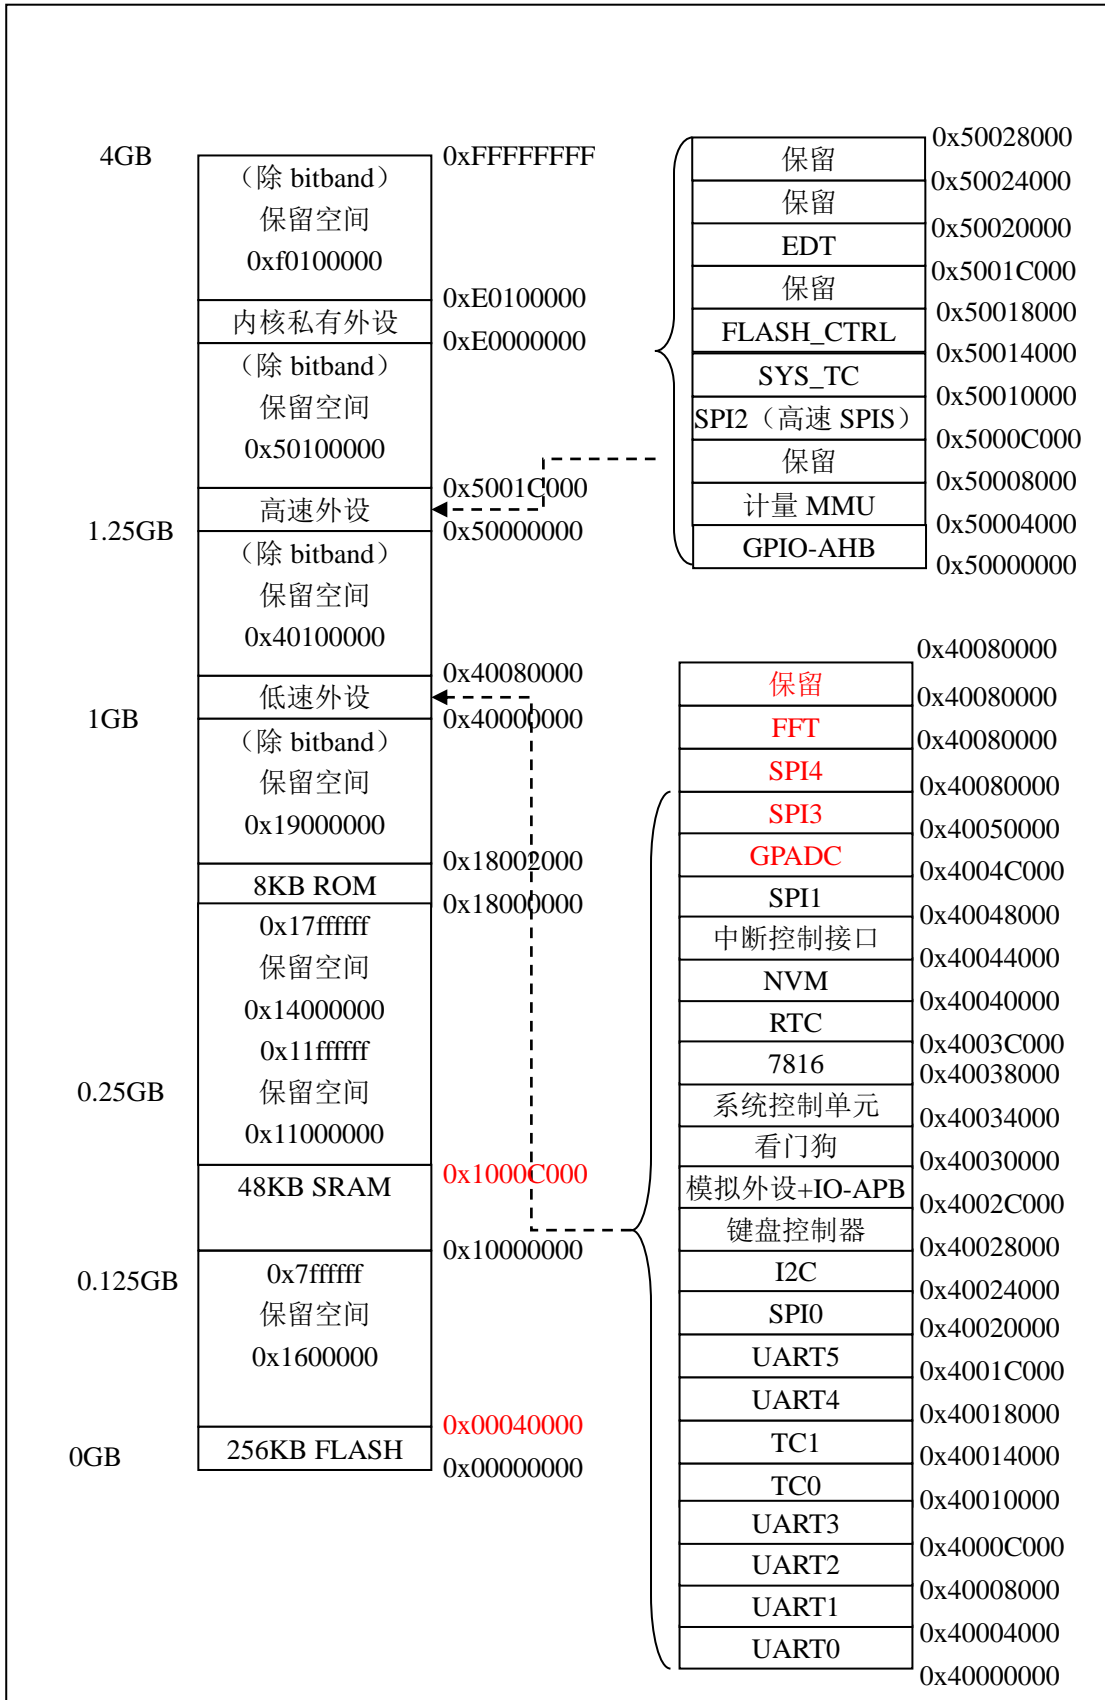 4GB
0xFFFFFFFF
（除 bitband）
保留空间
0xf0100000
0xE0100000
内核私有外设
0xE0000000
（除 bitband）
保留空间
0x50100000
0x5001C000
高速外设
1.25GB
0x50000000
（除 bitband）
保留空间
0x40100000
0x40080000
低速外设
1GB
0x40000000
（除 bitband）
保留空间
0x19000000
0x18002000
8KB ROM
0x18000000
0x17ffffff
保留空间
0x14000000
0x11ffffff
0.25GB
保留空间
0x11000000
0x1000C000
48KB SRAM
0x10000000
0.125GB
0x7ffffff
保留空间
0x1600000
0x00040000
0GB
256KB FLASH
0x00000000
0x50028000
保留
0x50024000
保留
0x50020000
EDT
0x5001C000
保留
0x50018000
FLASH_CTRL
0x50014000
SYS_TC
0x50010000
SPI2（高速 SPIS）
0x5000C000
保留
0x50008000
计量 MMU
0x50004000
GPIO-AHB
0x50000000
0x40080000
保留
0x40080000
FFT
0x40080000
SPI4
0x40080000
SPI3
0x40050000
GPADC
0x4004C000
SPI1
0x40048000
中断控制接口
0x40044000
NVM
0x40040000
RTC
0x4003C000
7816
0x40038000
系统控制单元
0x40034000
看门狗
0x40030000
模拟外设+IO-APB
0x4002C000
键盘控制器
0x40028000
I2C
0x40024000
SPI0
0x40020000
UART5
0x4001C000
UART4
0x40018000
TC1
0x40014000
TC0
0x40010000
UART3
0x4000C000
UART2
0x40008000
UART1
0x40004000
UART0
0x40000000